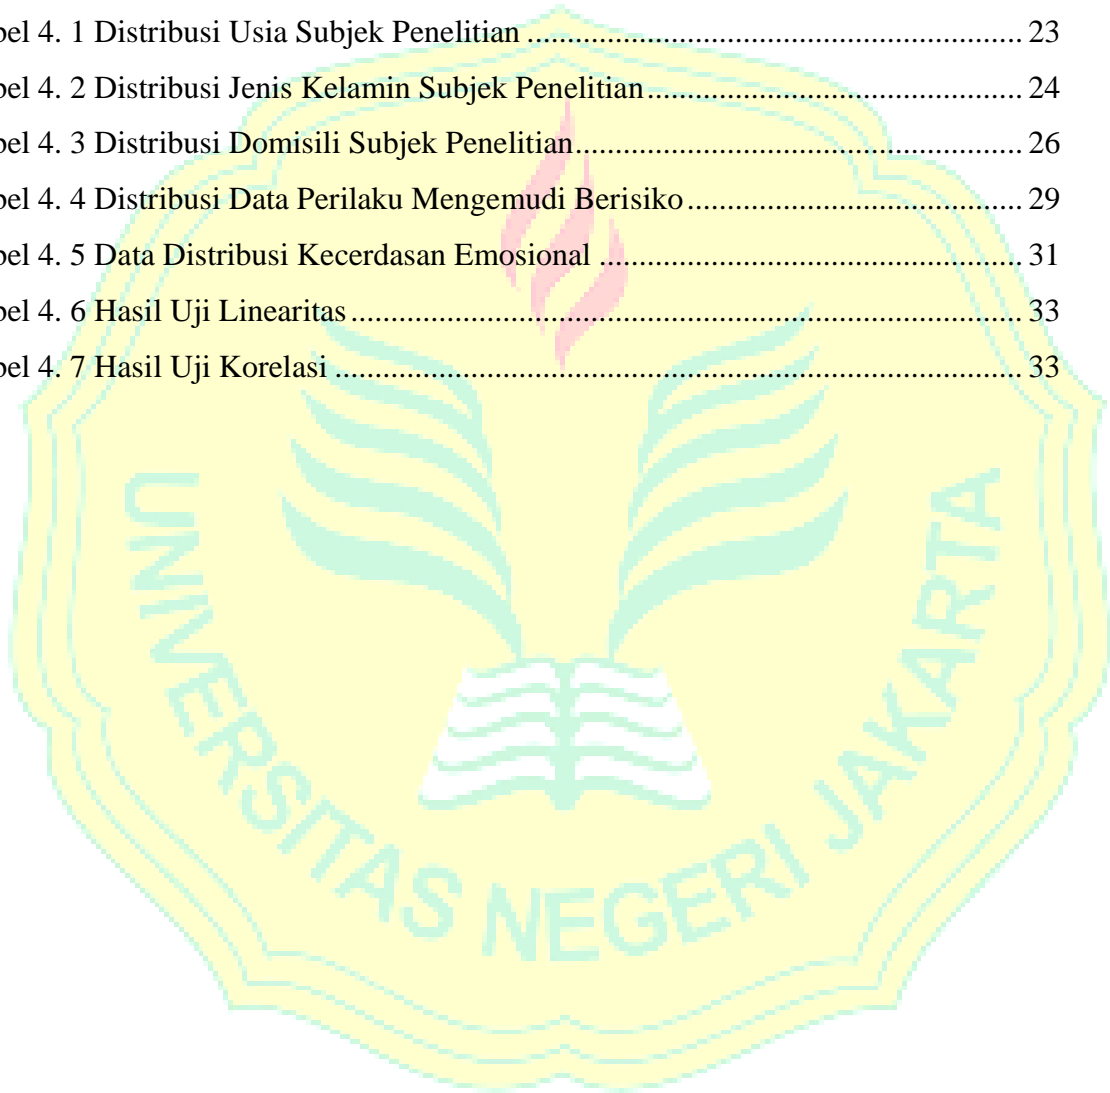 bel 4. 1 Distribusi Usia Subjek Penelitian ................................................................ 23
bel 4. 2 Distribusi Jenis Kelamin Subjek Penelitian ................................................ 24
bel 4. 3 Distribusi Domisili Subjek Penelitian ......................................................... 26
bel 4. 4 Distribusi Data Perilaku Mengemudi Berisiko ........................................... 29
bel 4. 5 Data Distribusi Kecerdasan Emosional ...................................................... 31
bel 4. 6 Hasil Uji Linearitas ...................................................................................... 33
bel 4. 7 Hasil Uji Korelasi ........................................................................................ 33
UNIVERSITAS NEGERI JAKARTA